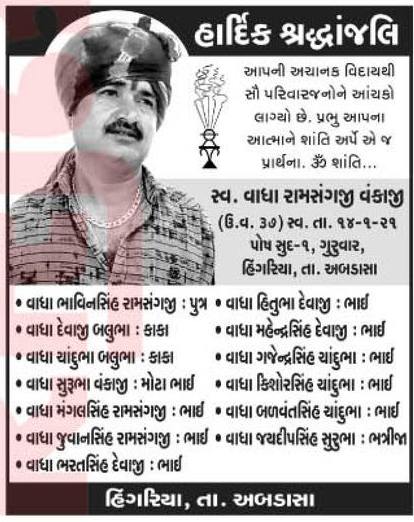 હાર્દિક શ્રદ્ધાંજલિ
આપની અચાનક વિદાયથી
સૌ પરિવારજનોને આંચકો
લાગ્યો છે. પ્રભુ આપના
આત્માને શાંતિ અર્પે એ જ
પ્રાર્થના. ૐ શાંતિ...
સ્વ. વાઘા રામસંગજી વંકાજી
(ઉ.વ. ૩૭) સ્વ. તા. ૧૪-૧-૨૧
પોષ સુદ-૧, ગુરૂવાર,
હિંગરિયા, તા. અબડાસા
• વાઘા ભાવિનસિંહ રામસંગજી : પુત્ર
• વાઘા દેવાજી બલુભા : કાકા
• વાઘા ચાંદુભા બલુભા : કાકા
• વાઘા સુરૂભા વંકાજી : મોટા ભાઈ
• વાઘા મંગલસિંહ રામસંગજી : ભાઈ
• વાઘા જુવાનસિંહ રામસંગજી : ભાઈ
• વાઘા ભરતસિંહ દેવાજી : ભાઈ
• વાઘા હિતુભા દેવાજી : ભાઈ
• વાઘા મહેન્દ્રસિંહ દેવાજી : ભાઈ
• વાઘા ગજેન્દ્રસિંહ ચાંદુભા : ભાઈ
• વાઘા કિશોરસિંહ ચાંદુભા : ભાઈ
• વાઘા બળવંતસિંહ ચાંદુભા : ભાઈ
• વાઘા જયદીપસિંહ સુરુભા : ભત્રીજા
હિંગરિયા, તા. અબડાસા